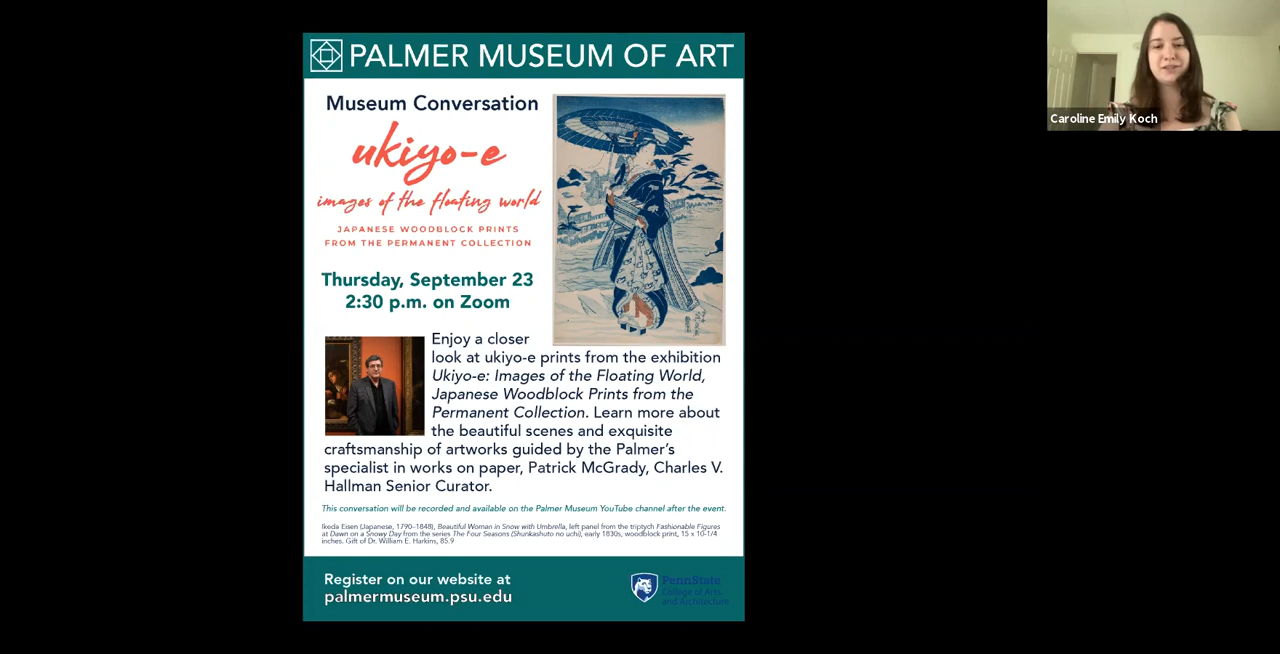 PALMER MUSEUM OF ART
Museum Conversation
ukiyo-e
images of the floating world
JAPANESE WOODBLOCK PRINTS
FROM THE PERMANENT COLLECTION
Thursday, September 23
2:30 p.m. on Zoom
Enjoy a closer
look at ukiyo-e prints from the exhibition
Ukiyo-e: Images of the Floating World,
Japanese Woodblock Prints from the
Permanent Collection. Learn more about
the beautiful scenes and exquisite
craftsmanship of artworks guided by the Palmer’s
specialist in works on paper, Patrick McGrady, Charles V.
Hallman Senior Curator.
This conversation will be recorded and available on the Palmer Museum YouTube channel after the event.
Ikeda Eisen (Japanese, 1790–1848), Beautiful Woman in Snow with Umbrella, left panel from the triptych Fashionable Figures
at Dawn on a Snowy Day from the series The Four Seasons (Shunkashuto no uchi), early 1830s, woodblock print, 15 x 10-1/4
inches. Gift of Dr. William E. Harkins, 85.9
Register on our website at
palmermuseum.psu.edu
PennState
College of Arts
and Architecture
Caroline Emily Koch